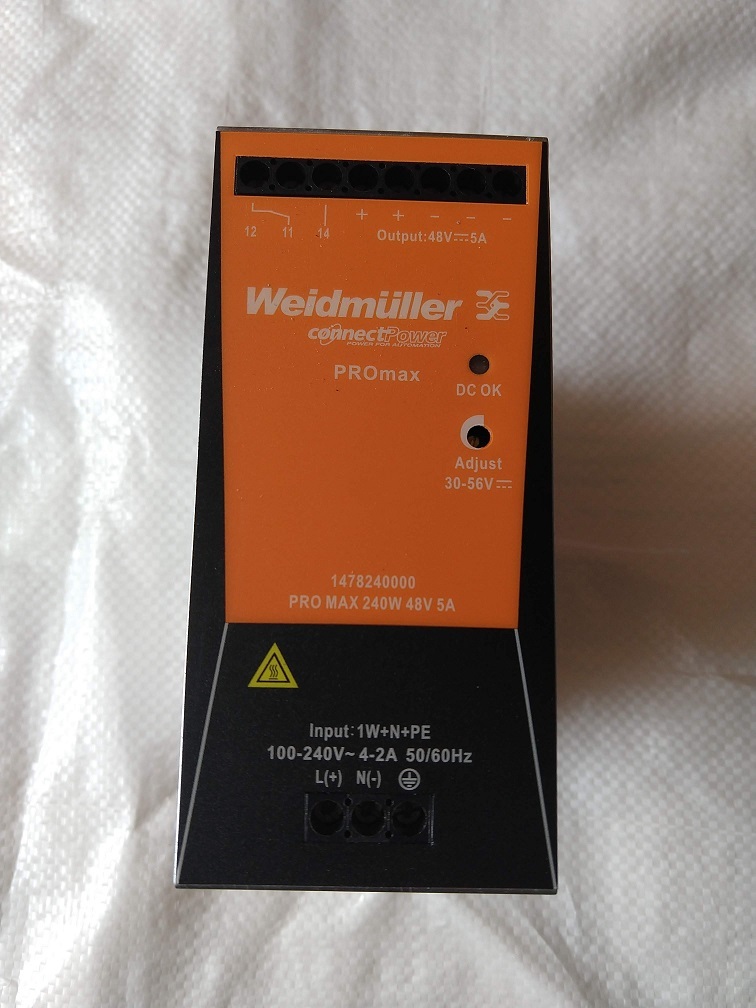 + + - - -
12 11 14 Output:48V⎓5A
Weidmüller
connectPower
POWER FOR AUTOMATION
PROmax
DC OK
Adjust
30-56V⎓
1478240000
PRO MAX 240W 48V 5A
Input:1W+N+PE
100-240V~ 4-2A 50/60Hz
L(+) N(-)